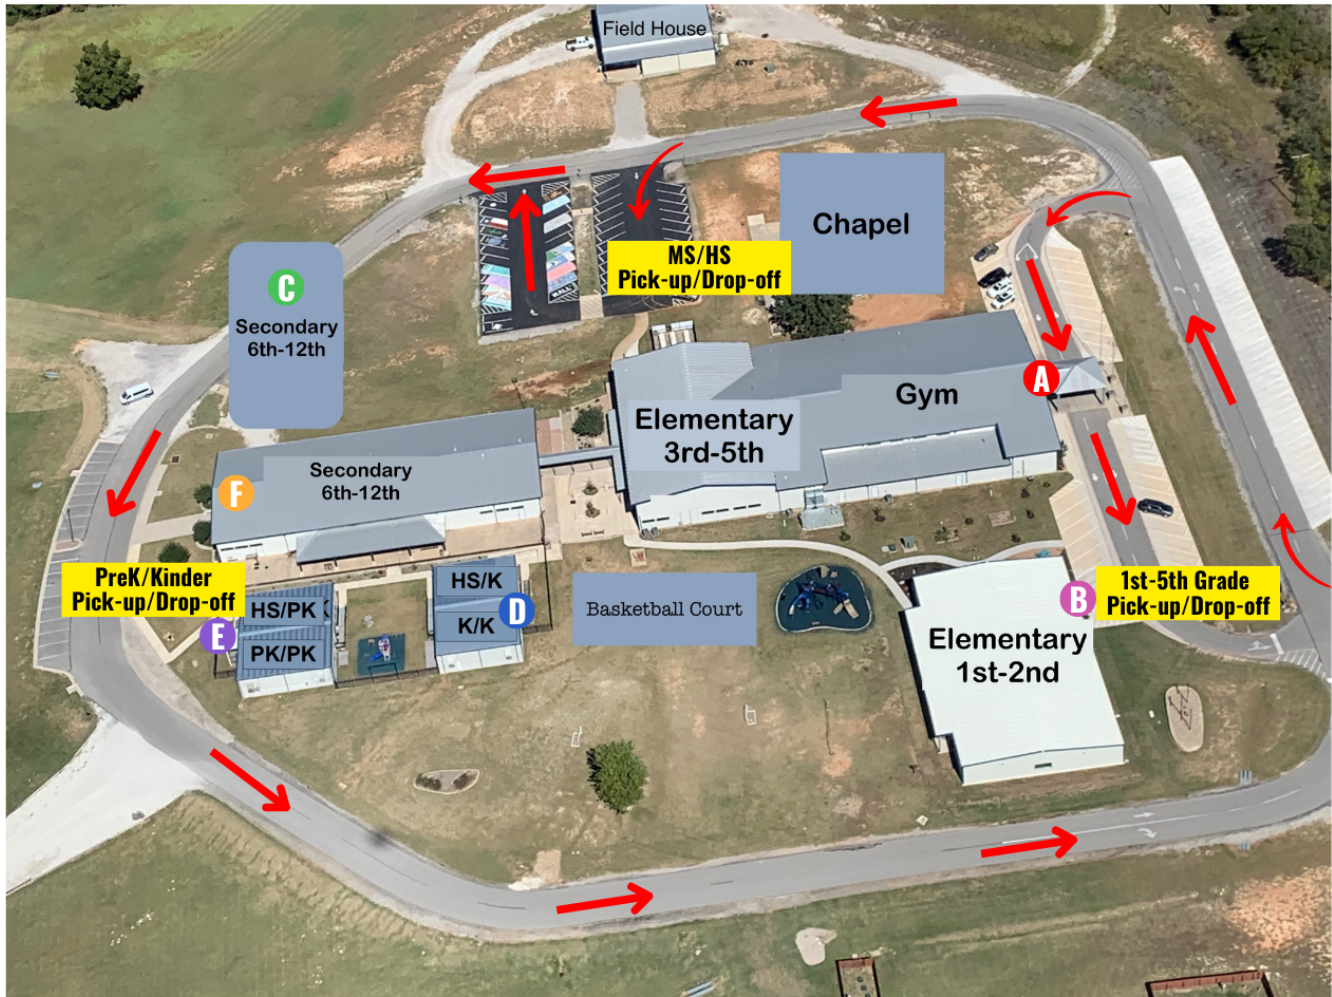 Field House
Chapel
MS/HS
Pick-up/Drop-off
C
Secondary
6th-12th
A
Gym
Elementary
3rd-5th
Secondary
6th-12th
F
PreK/Kinder
Pick-up/Drop-off
HS/PK
PK/PK
E
HS/K
K/K
D
Basketball Court
B
1st-5th Grade
Pick-up/Drop-off
Elementary
1st-2nd